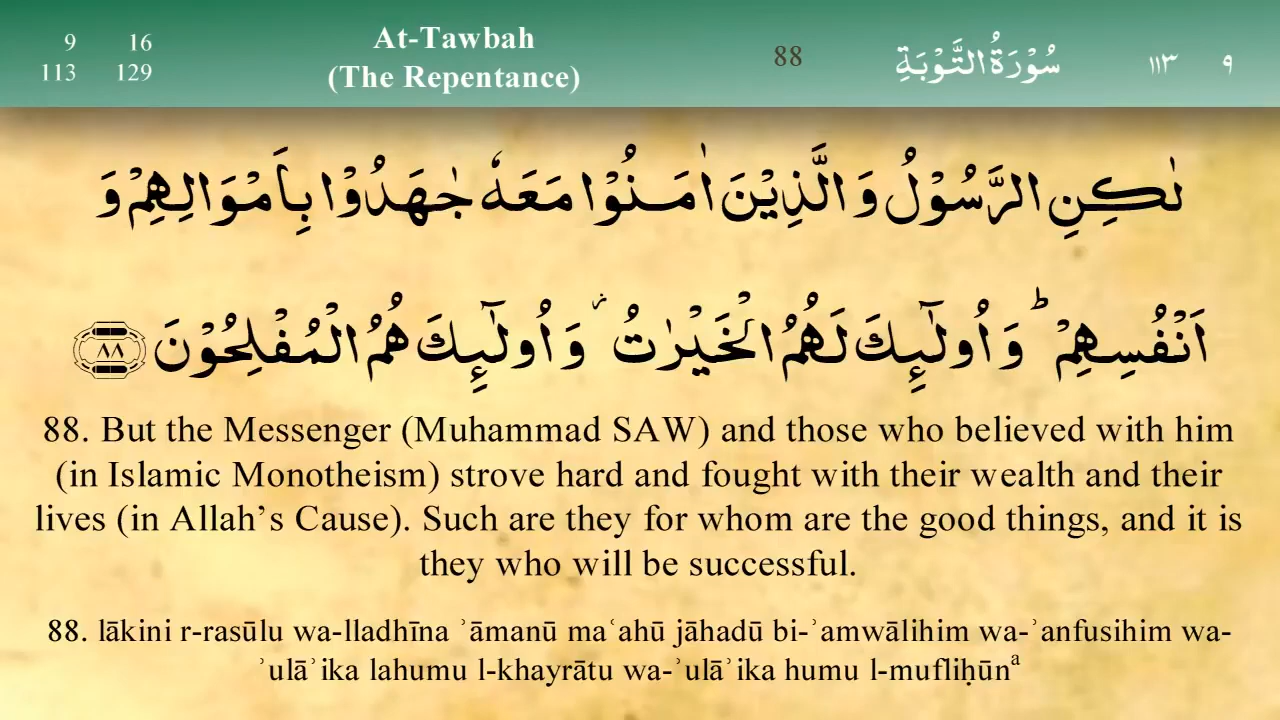 9 16
At-Tawbah
88
سُوْرَةُ التَّوْبَةِ
١١٣ ٩
113 129
(The Repentance)
لٰكِنِ الرَّسُوْلُ وَ الَّذِيْنَ اٰمَنُوْا مَعَهٗ جٰهَدُوْا بِاَمْوَالِهِمْ وَ
اَنْفُسِهِمْ ؕ وَ اُولٰٓىِٕكَ لَهُمُ الْخَيْرٰتُ ؗ وَ اُولٰٓىِٕكَ هُمُ الْمُفْلِحُوْنَ ﴿٨٨﴾
88. But the Messenger (Muhammad SAW) and those who believed with him
(in Islamic Monotheism) strove hard and fought with their wealth and their
lives (in Allah’s Cause). Such are they for whom are the good things, and it is
they who will be successful.
88. lākini r-rasūlu wa-lladhīna ʾāmanū maʿahū jāhadū bi-ʾamwālihim wa-ʾanfusihim wa-
ʾulāʾika lahumu l-khayrātu wa-ʾulāʾika humu l-mufliḥūnᵃ